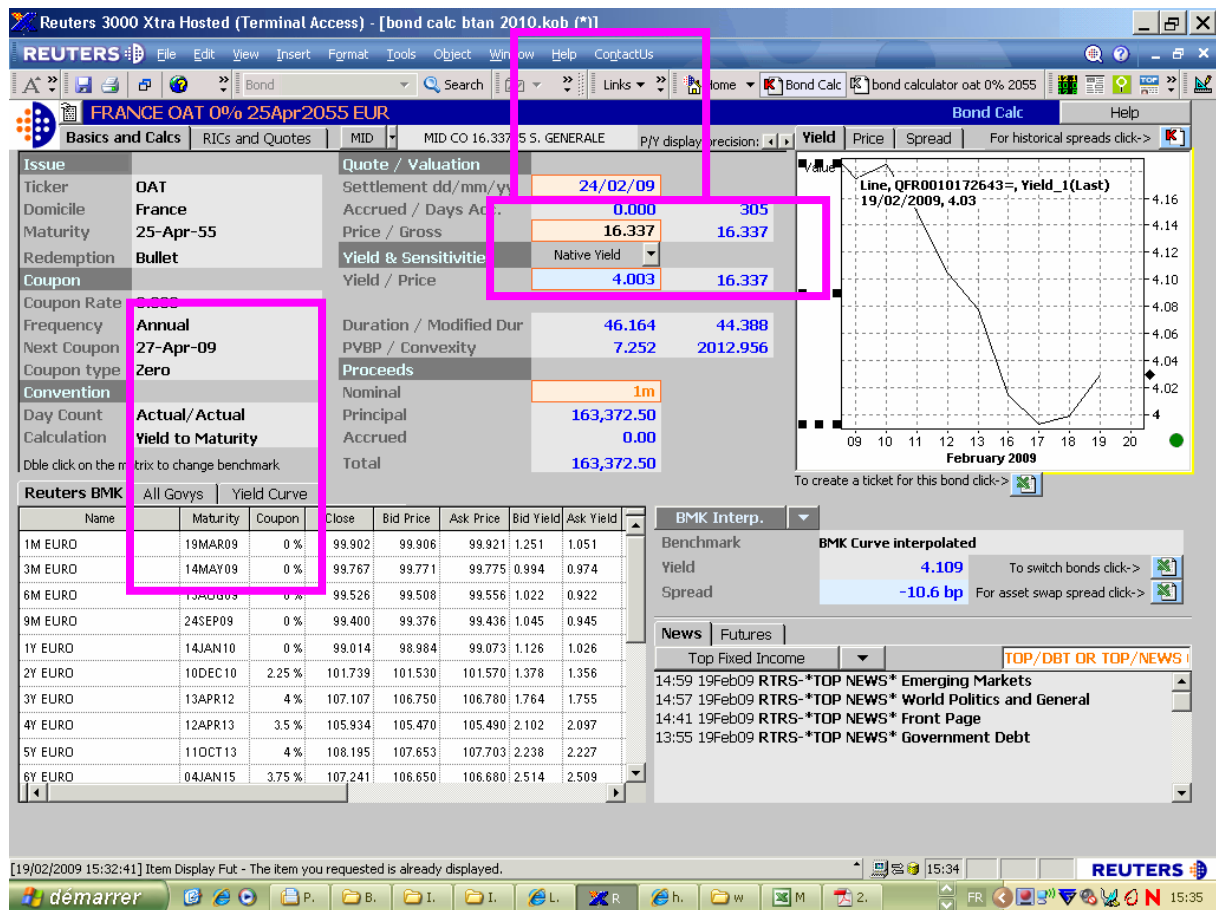 Reuters 3000 Xtra Hosted (Terminal Access) - [bond calc btan 2010.kob (*)]
REUTERS File Edit View Insert Format Tools Object Window Help ContactUs
Bond Search Links Home Bond Calc bond calculator oat 0% 2055
FRANCE OAT 0% 25Apr2055 EUR Bond Calc Help
Basics and Calcs RICs and Quotes MID MID CO 16.337 5 S. GENERALE P/Y display precision: Yield Price Spread For historical spreads click->
Issue Quote / Valuation
Ticker OAT Settlement dd/mm/yy 24/02/09
Domicile France Accrued / Days Acc. 0.000 305
Maturity 25-Apr-55 Price / Gross 16.337 16.337
Redemption Bullet Yield & Sensitivities Native Yield
Coupon Yield / Price 4.003 16.337
Coupon Rate 0.000
Frequency Annual Duration / Modified Dur 46.164 44.388
Next Coupon 27-Apr-09 PVBP / Convexity 7.252 2012.956
Coupon type Zero Proceeds
Convention Nominal 1m
Day Count Actual/Actual Principal 163,372.50
Calculation Yield to Maturity Accrued 0.00
Dble click on the matrix to change benchmark Total 163,372.50
Value
Line, QFR0010172643=, Yield_1(Last)
19/02/2009, 4.03
4.16
4.14
4.12
4.10
4.08
4.06
4.04
4.02
4
09 10 11 12 13 16 17 18 19 20
February 2009
To create a ticket for this bond click->
Reuters BMK All Govys Yield Curve
Name Maturity Coupon Close Bid Price Ask Price Bid Yield Ask Yield
1M EURO 19MAR09 0 % 99.902 99.906 99.921 1.251 1.051
3M EURO 14MAY09 0 % 99.767 99.771 99.775 0.994 0.974
6M EURO 13AUG09 0 % 99.526 99.508 99.556 1.022 0.922
9M EURO 24SEP09 0 % 99.400 99.376 99.436 1.045 0.945
1Y EURO 14JAN10 0 % 99.014 98.984 99.073 1.126 1.026
2Y EURO 10DEC10 2.25 % 101.739 101.530 101.570 1.378 1.356
3Y EURO 13APR12 4 % 107.107 106.750 106.780 1.764 1.755
4Y EURO 12APR13 3.5 % 105.934 105.470 105.490 2.102 2.097
5Y EURO 11OCT13 4 % 108.195 107.653 107.703 2.238 2.227
6Y EURO 04JAN15 3.75 % 107.241 106.650 106.680 2.514 2.509
BMK Interp.
Benchmark BMK Curve interpolated
Yield 4.109 To switch bonds click->
Spread -10.6 bp For asset swap spread click->
News Futures
Top Fixed Income TOP/DBT OR TOP/NEWS
14:59 19Feb09 RTRS-*TOP NEWS* Emerging Markets
14:57 19Feb09 RTRS-*TOP NEWS* World Politics and General
14:41 19Feb09 RTRS-*TOP NEWS* Front Page
13:55 19Feb09 RTRS-*TOP NEWS* Government Debt
[19/02/2009 15:32:41] Item Display Fut - The item you requested is already displayed. 15:34 REUTERS
démarrer P. B. I. I. L. R h. w M 2. FR 15:35